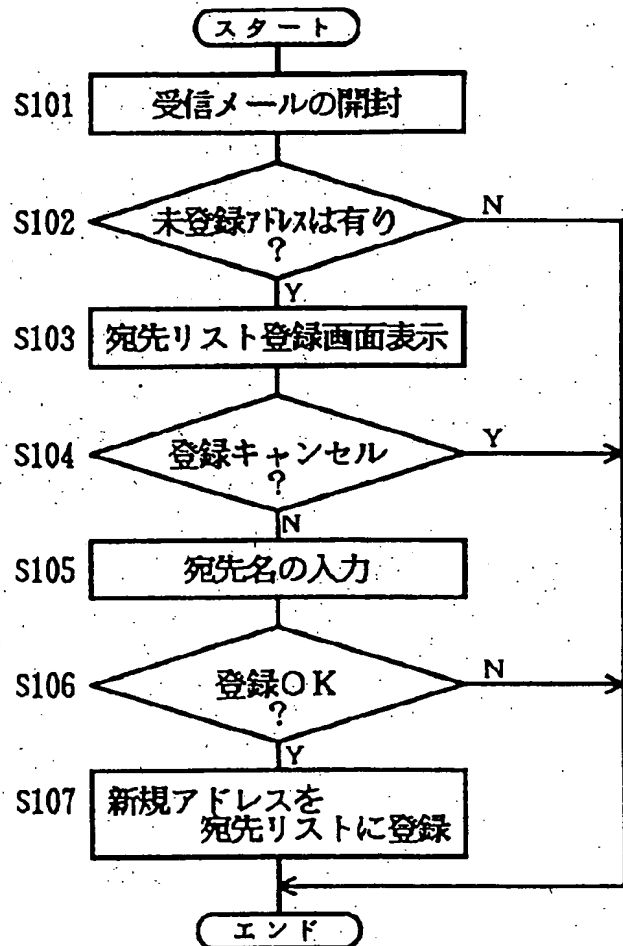 スタート
S101 受信メールの開封
S102 未登録アドレスは有り
?
N
Y
S103 宛先リスト登録画面表示
S104 登録キャンセル
?
Y
N
S105 宛先名の入力
S106 登録OK
?
N
Y
S107 新規アドレスを
宛先リストに登録
エンド